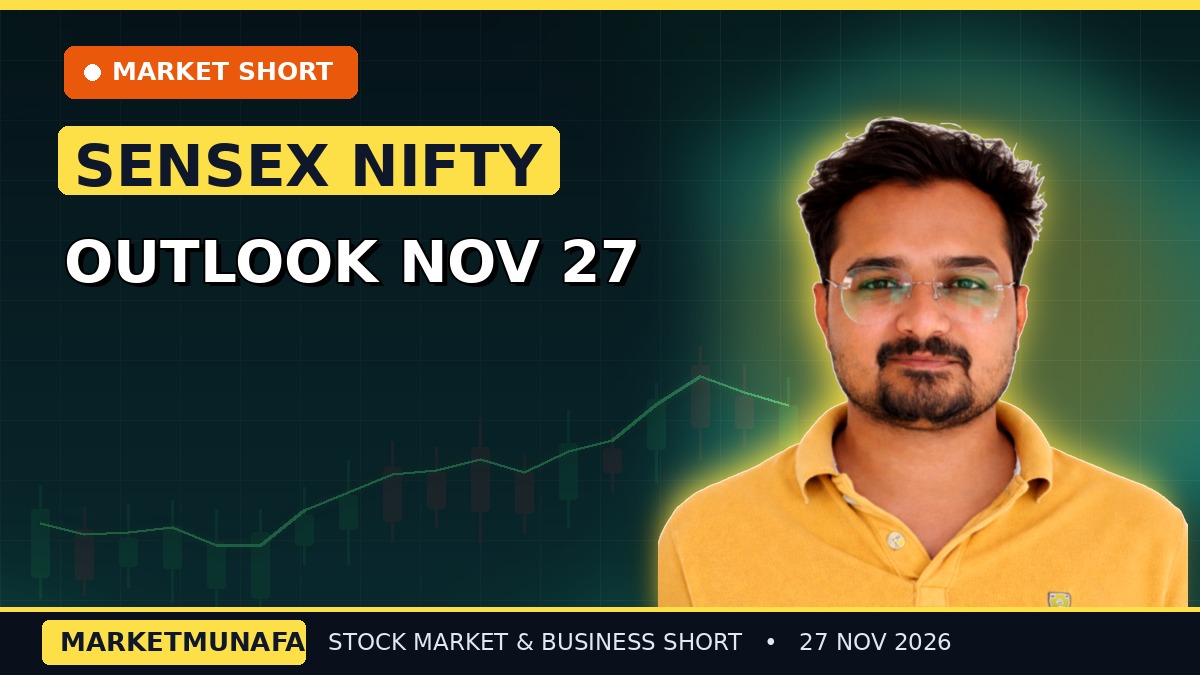 MARKET SHORT
SENSEX NIFTY
OUTLOOK NOV 27
MARKETMUNAFA STOCK MARKET & BUSINESS SHORT • 27 NOV 2026